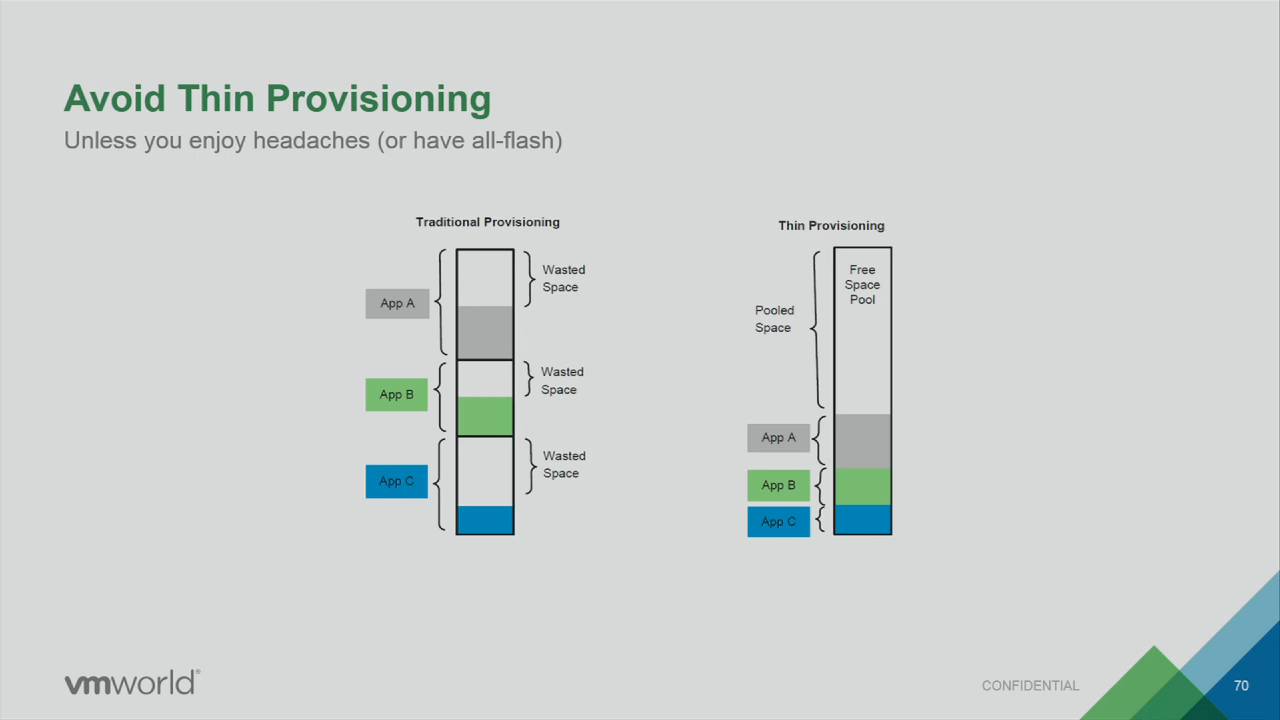 Avoid Thin Provisioning
Unless you enjoy headaches (or have all-flash)
Traditional Provisioning
App A
Wasted
Space
App B
Wasted
Space
App C
Wasted
Space
Thin Provisioning
Free
Space
Pool
Pooled
Space
App A
App B
App C
vmworld®
CONFIDENTIAL
70